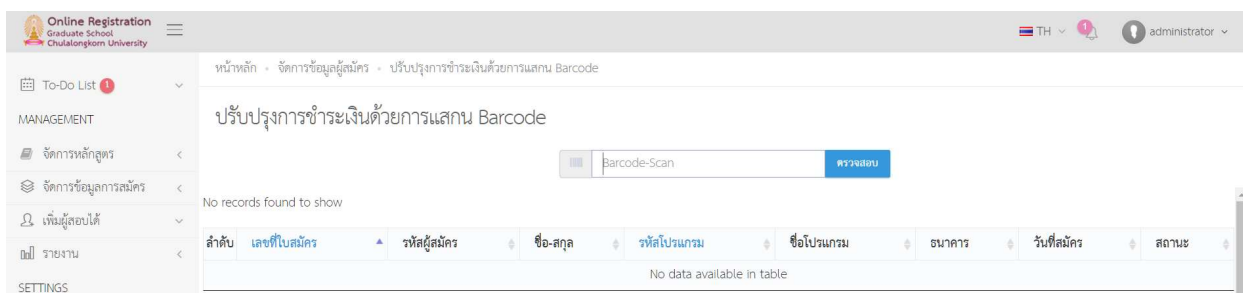 Online Registration
Graduate School
Chulalongkorn University
TH
1
administrator
หน้าหลัก จัดการข้อมูลผู้สมัคร ปรับปรุงการชำระเงินด้วยการแสกน Barcode
To-Do List 1
MANAGEMENT
จัดการหลักสูตร
จัดการข้อมูลการสมัคร
เพิ่มผู้สอบได้
รายงาน
SETTINGS
ปรับปรุงการชำระเงินด้วยการแสกน Barcode
Barcode-Scan ตรวจสอบ
No records found to show
ลำดับ เลขที่ใบสมัคร รหัสผู้สมัคร ชื่อ-สกุล รหัสโปรแกรม ชื่อโปรแกรม ธนาคาร วันที่สมัคร สถานะ
No data available in table